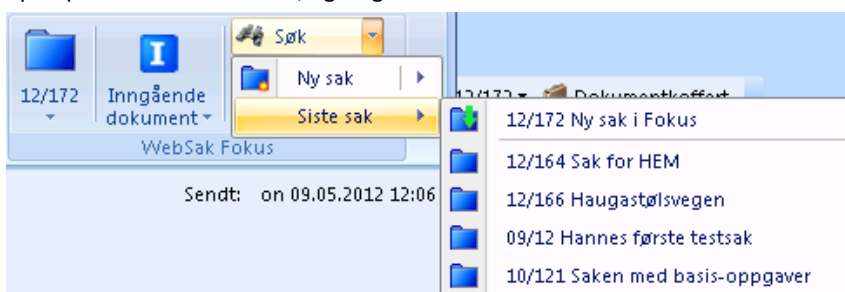 Søk
Ny sak
12/172
Inngående
dokument
Siste sak
WebSak Fokus
Dokumentkoffert
12/172 Ny sak i Fokus
12/164 Sak for HEM
Sendt: on 09.05.2012 12:06
12/166 Haugastølsvegen
09/12 Hannes første testsak
10/121 Saken med basis-oppgaver